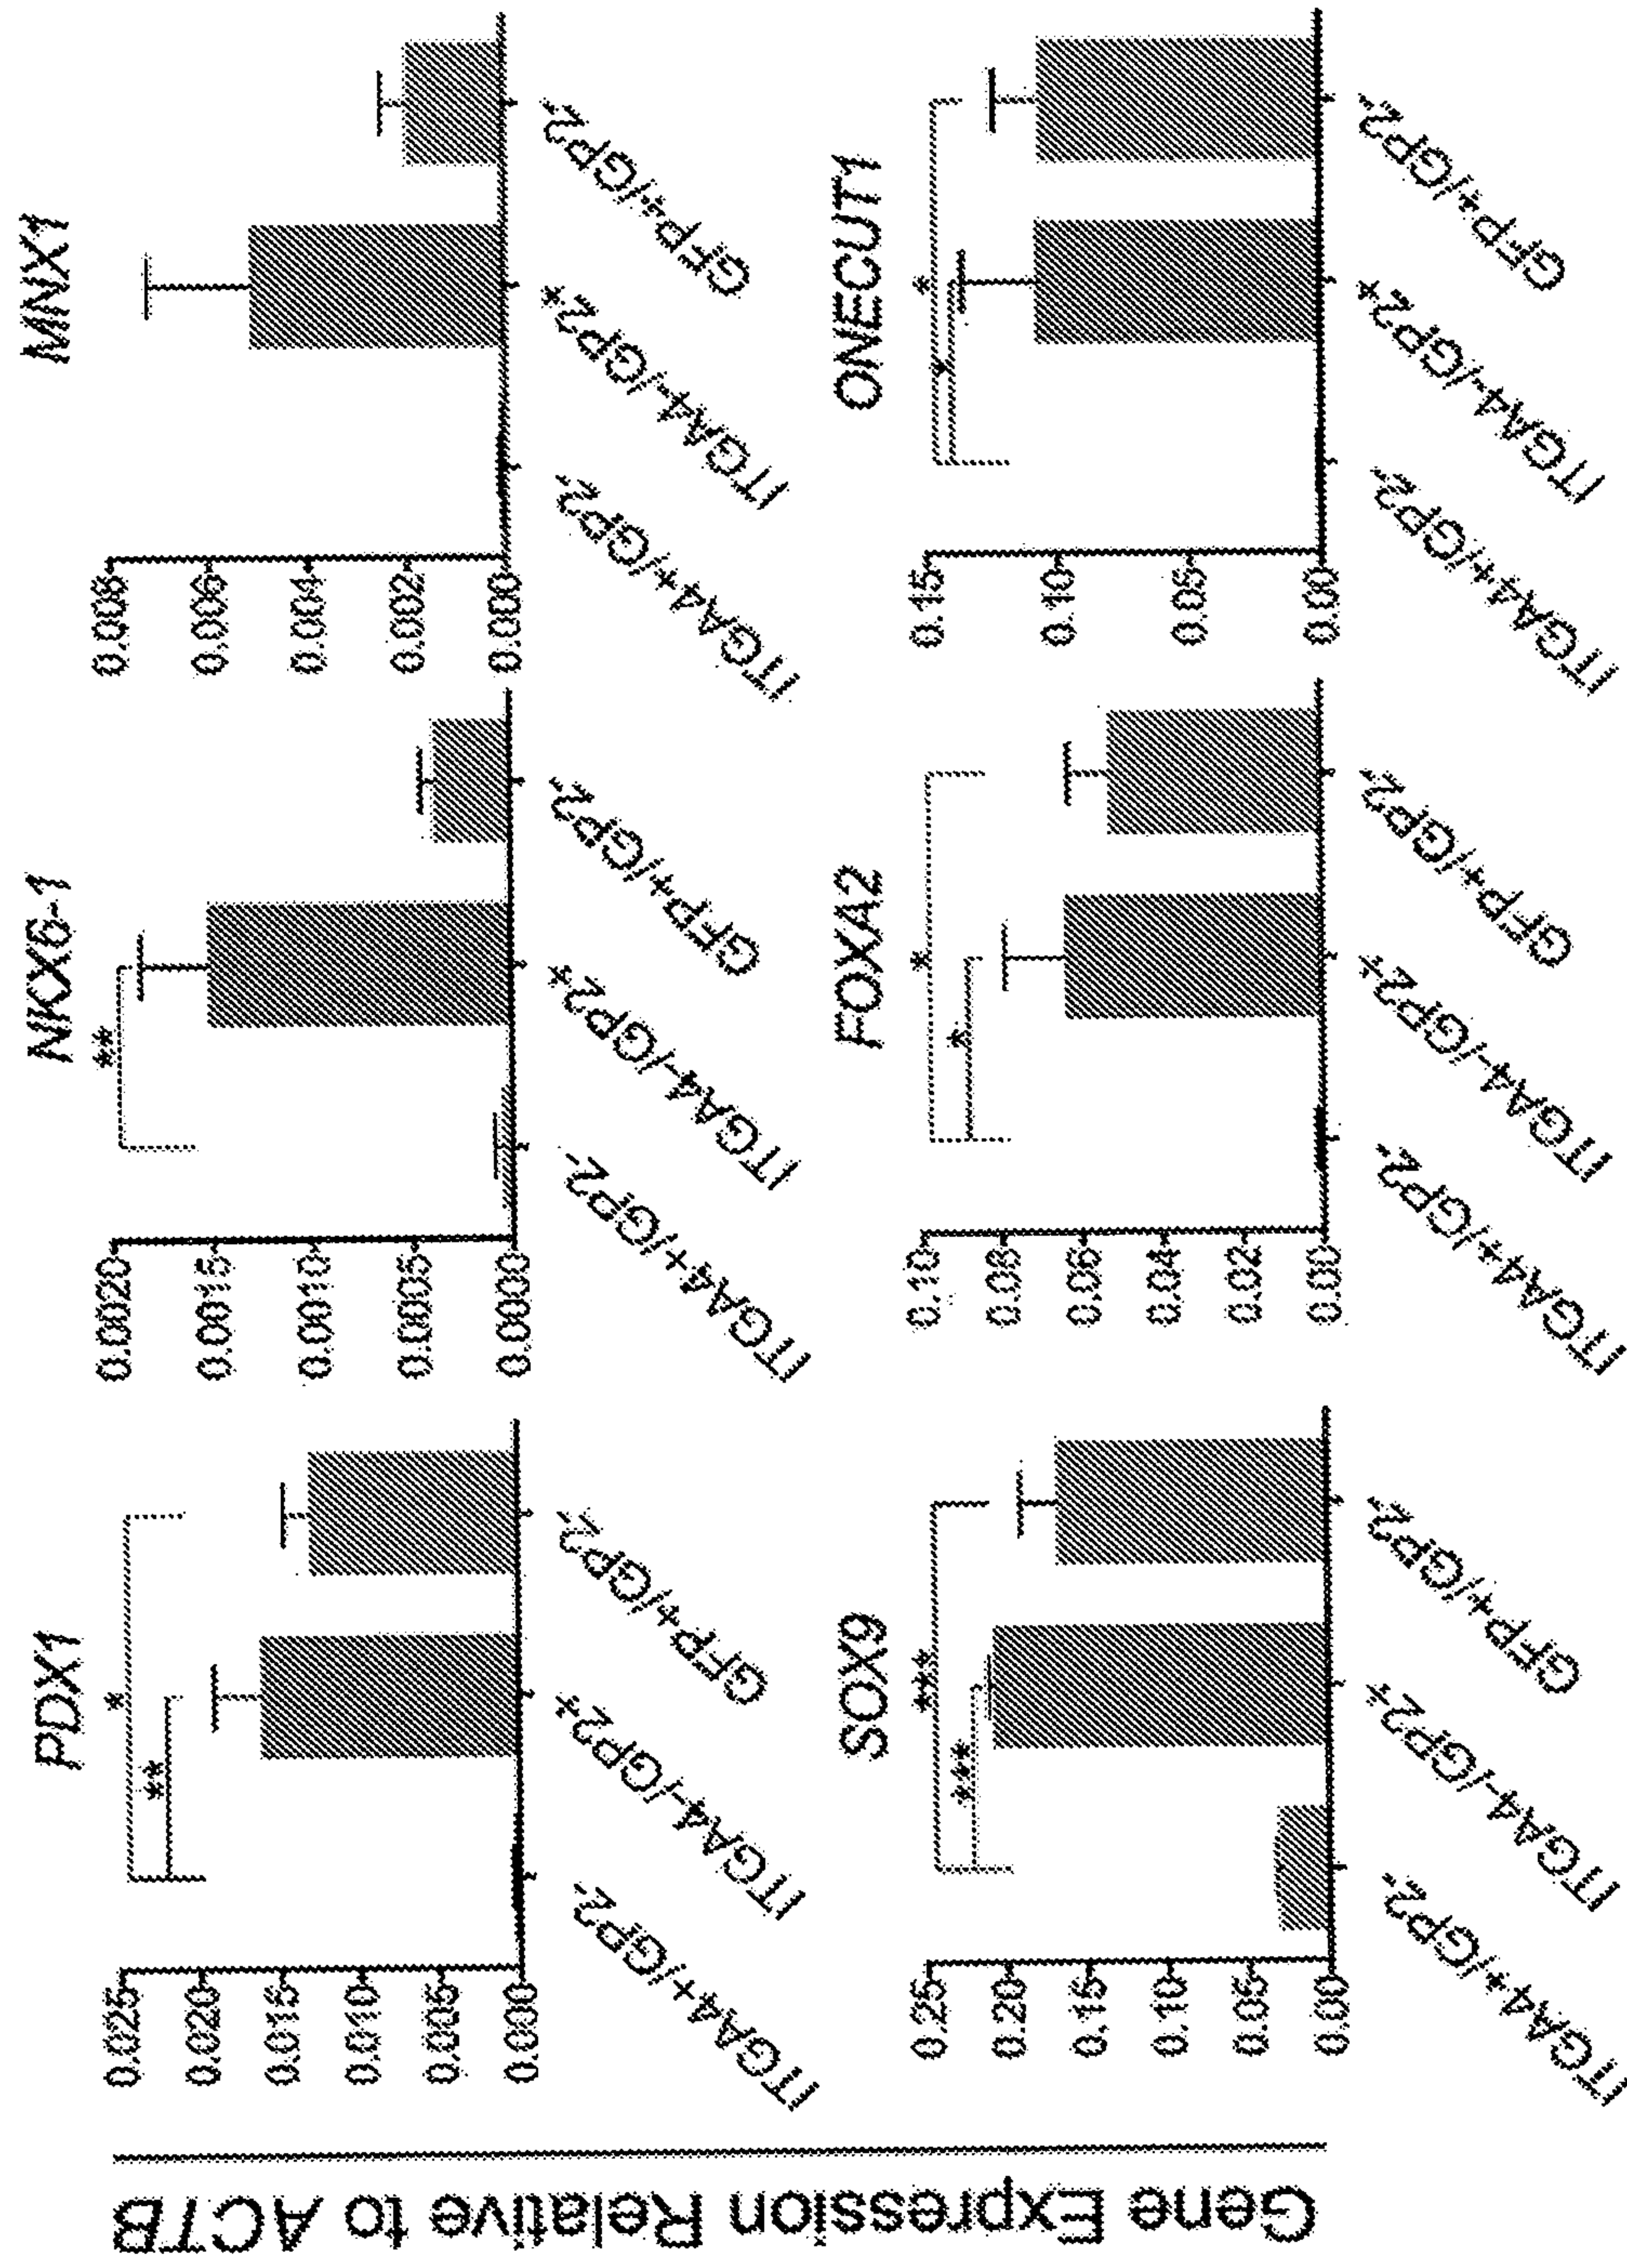 Gene Expression Relative to ACTB
PDX1
0.025
0.020
0.015
0.010
0.005
0.000
*
**
ITGA4+/GP2-
ITGA4-/GP2+
GFP+/GP2-
NKX6-1
0.0020
0.0015
0.0010
0.0005
0.0000
**
ITGA4+/GP2-
ITGA4-/GP2+
GFP+/GP2-
MNX1
0.008
0.006
0.004
0.002
0.000
ITGA4+/GP2-
ITGA4-/GP2+
GFP+/GP2-
SOX9
0.25
0.20
0.15
0.10
0.05
0.00
***
***
ITGA4+/GP2-
ITGA4-/GP2+
GFP+/GP2-
FOXA2
0.10
0.08
0.06
0.04
0.02
0.00
*
*
ITGA4+/GP2-
ITGA4-/GP2+
GFP+/GP2-
ONECUT1
0.15
0.10
0.05
0.00
*
*
ITGA4+/GP2-
ITGA4-/GP2+
GFP+/GP2-